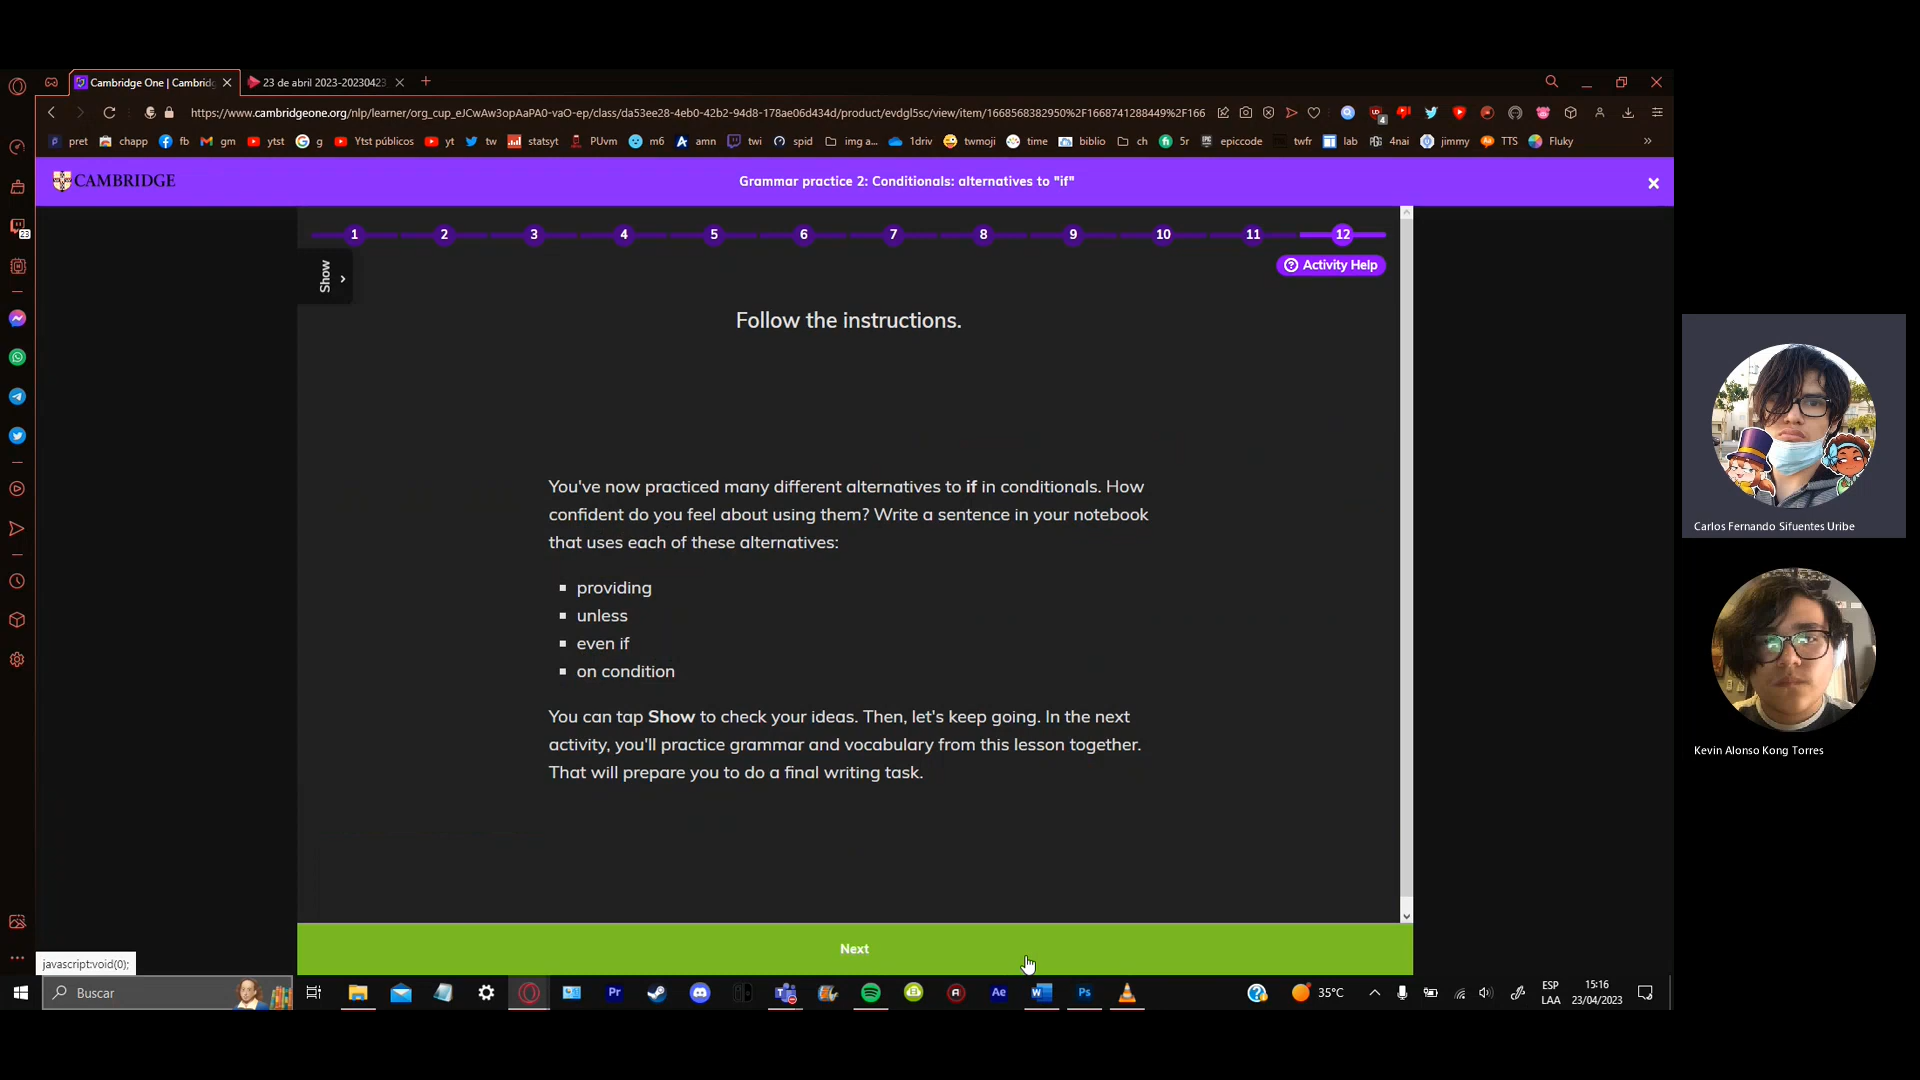 Cambridge One | Cambridg
23 de abril 2023-20230423
https://www.cambridgeone.org/nlp/learner/org_cup_eJCwAw3opAaPA0-vaO-ep/class/da53ee28-4eb0-42b2-94d8-178ae06d434d/product/evdgl5sc/view/item/1668568382950%2F1668741288449%2F166
4
pret chapp fb gm ytst g Ytst públicos yt tw statsyt PUvm m6 amn twi spid img a... 1driv twmoji time biblio ch 5r epiccode twfr lab 4nai jimmy TTS Fluky »
CAMBRIDGE
Grammar practice 2: Conditionals: alternatives to "if"
1 2 3 4 5 6 7 8 9 10 11 12
23
Show
Activity Help
Follow the instructions.
You've now practiced many different alternatives to if in conditionals. How
confident do you feel about using them? Write a sentence in your notebook
that uses each of these alternatives:
providing
unless
even if
on condition
You can tap Show to check your ideas. Then, let's keep going. In the next
activity, you'll practice grammar and vocabulary from this lesson together.
That will prepare you to do a final writing task.
Next
javascript:void(0);
Buscar
Pr
Ae
W
Ps
35°C
ESP
LAA
15:16
23/04/2023
Carlos Fernando Sifuentes Uribe
Kevin Alonso Kong Torres